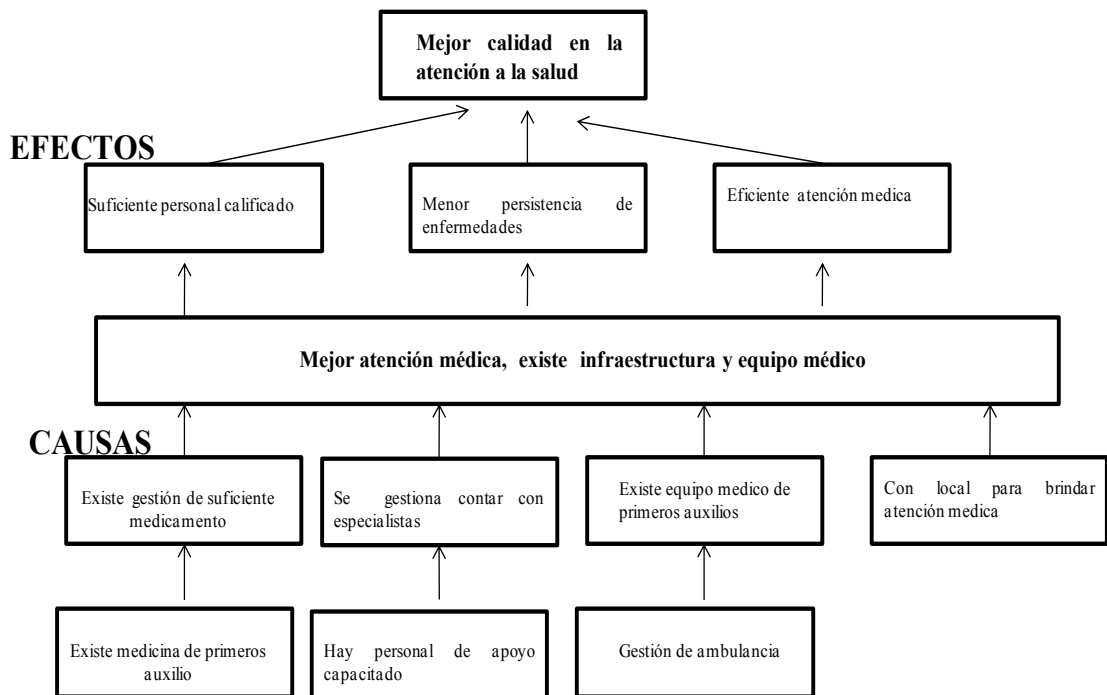 Mejor calidad en la
atención a la salud
EFECTOS
Suficiente personal calificado
Menor persistencia de
enfermedades
Eficiente atención medica
Mejor atención médica, existe infraestructura y equipo médico
CAUSAS
Existe gestión de suficiente
medicamento
Se gestiona contar con
especialistas
Existe equipo medico de
primeros auxilios
Con local para brindar
atención medica
Existe medicina de primeros
auxilio
Hay personal de apoyo
capacitado
Gestión de ambulancia